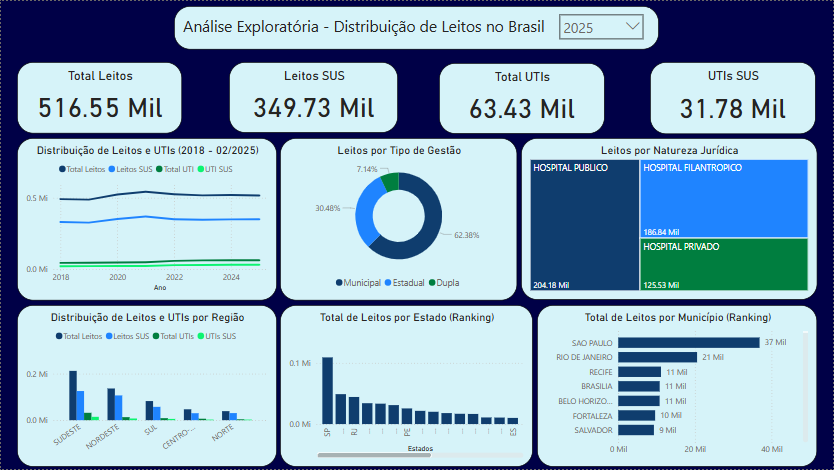 Análise Exploratória - Distribuição de Leitos no Brasil
2025
Total Leitos
516.55 Mil
Leitos SUS
349.73 Mil
Total UTIs
63.43 Mil
UTIs SUS
31.78 Mil
Distribuição de Leitos e UTIs (2018 - 02/2025)
Total Leitos Leitos SUS Total UTI UTI SUS
0.5 Mi
0.0 Mi
2018 2020 2022 2024
Ano
Leitos por Tipo de Gestão
7.14%
30.48%
62.38%
Municipal Estadual Dupla
Leitos por Natureza Jurídica
HOSPITAL PUBLICO
204.18 Mil
HOSPITAL FILANTROPICO
186.84 Mil
HOSPITAL PRIVADO
125.53 Mil
Distribuição de Leitos e UTIs por Região
Total Leitos Leitos SUS Total UTIs UTIs SUS
0.2 Mi
0.0 Mi
SUDESTE NORDESTE SUL CENTRO-... NORTE
Total de Leitos por Estado (Ranking)
0.1 Mi
0.0 Mi
SP RJ PE ES
Estados
Total de Leitos por Município (Ranking)
SAO PAULO 37 Mil
RIO DE JANEIRO 21 Mil
RECIFE 11 Mil
BRASILIA 11 Mil
BELO HORIZO... 11 Mil
FORTALEZA 10 Mil
SALVADOR 9 Mil
0 Mil 20 Mil 40 Mil